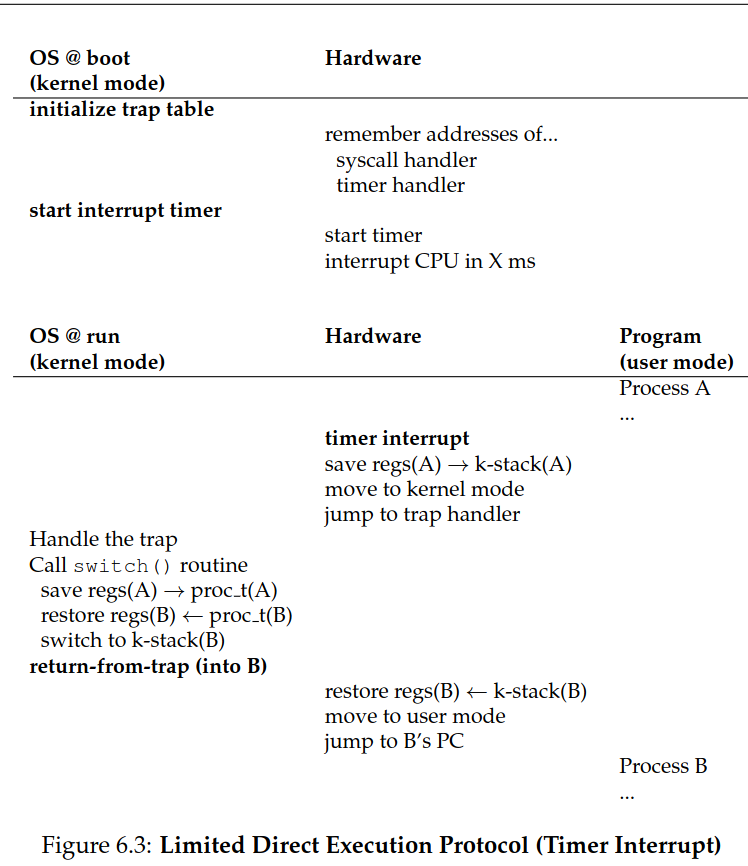 OS @ boot Hardware
(kernel mode)
initialize trap table
remember addresses of...
syscall handler
timer handler
start interrupt timer
start timer
interrupt CPU in X ms
OS @ run Hardware Program
(kernel mode) (user mode)
Process A
...
timer interrupt
save regs(A) → k-stack(A)
move to kernel mode
jump to trap handler
Handle the trap
Call switch() routine
save regs(A) → proc_t(A)
restore regs(B) ← proc_t(B)
switch to k-stack(B)
return-from-trap (into B)
restore regs(B) ← k-stack(B)
move to user mode
jump to B’s PC
Process B
...
Figure 6.3: Limited Direct Execution Protocol (Timer Interrupt)